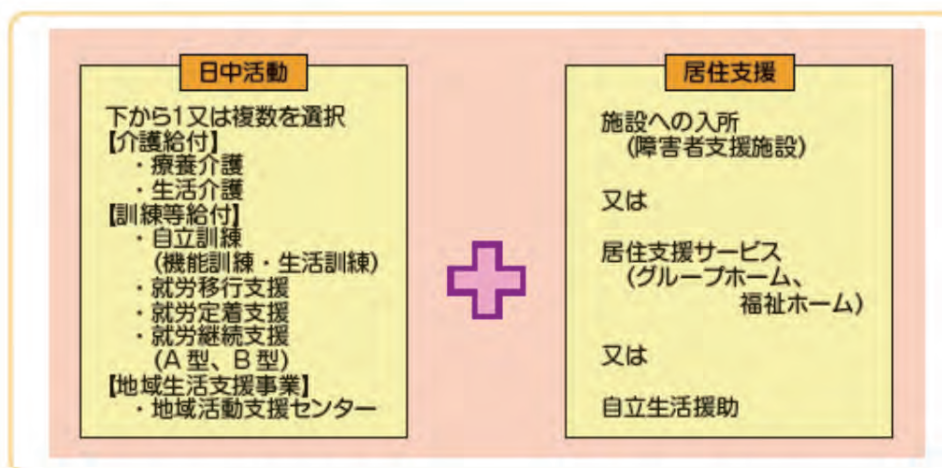 日中活動
下から1又は複数を選択
【介護給付】
・療養介護
・生活介護
【訓練等給付】
・自立訓練
(機能訓練・生活訓練)
・就労移行支援
・就労定着支援
・就労継続支援
(A型、B型)
【地域生活支援事業】
・地域活動支援センター
居住支援
施設への入所
(障害者支援施設)
又は
居住支援サービス
(グループホーム、
福祉ホーム)
又は
自立生活援助